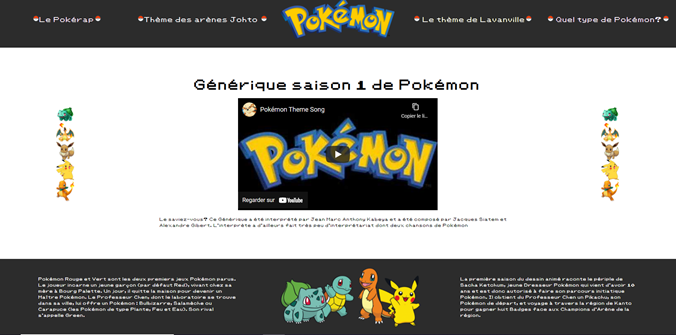 Le Pokérap
Thème des arènes Johto
POKéMON
Le thème de Lavanville
Quel type de Pokémon?
Générique saison 1 de Pokémon
Pokémon Theme Song
Copier le li...
POKéMON
Regarder sur YouTube
Le saviez-vous? Ce Générique a été interprété par Jean Marc Anthony Kabeya et a été composé par Jacques Siatem et
Alexandre Gibert. L'interprète a d'ailleurs fait très peu d'interprétariat dont deux chansons de Pokémon
Pokémon Rouge et Vert sont les deux premiers jeux Pokémon parus.
Le joueur incarne un jeune garçon (par défaut Red), vivant chez sa
mère à Bourg Palette. Un jour, il quitte la maison pour devenir un
Maître Pokémon. Le Professeur Chen, dont le laboratoire se trouve
dans sa ville, lui offre un Pokémon : Bulbizarre, Salamèche ou
Carapuce (les Pokémon de type Plante, Feu et Eau). Son rival
s'appelle Green.
La première saison du dessin animé raconte le périple de
Sacha Ketchum, jeune Dresseur Pokémon qui vient d'avoir 10
ans et est donc autorisé à faire son parcours initiatique
Pokémon. Il obtient du Professeur Chen un Pikachu, son
Pokémon de départ, et voyage à travers la région de Kanto
pour gagner huit Badges face aux Champions d'Arène de la
région.